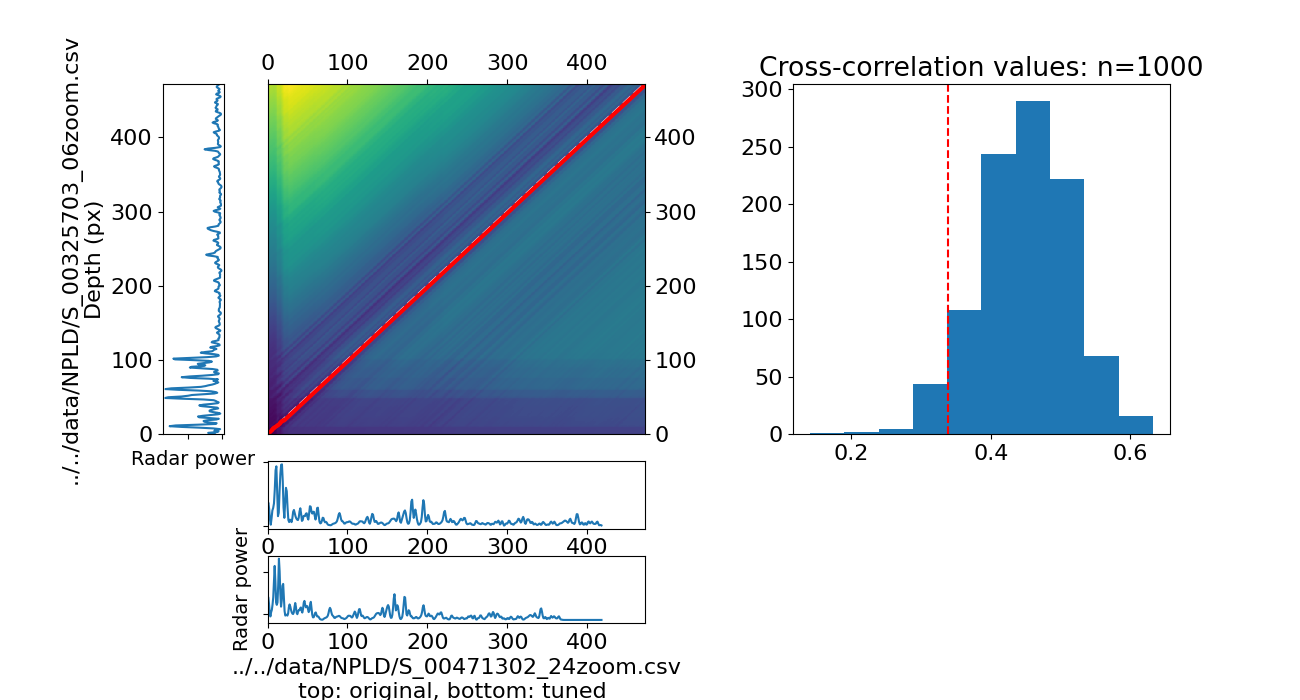 ../../data/NPLD/S_00325703_06zoom.csv
Depth (px)
0
100
200
300
400
Radar power
0 100 200 300 400
0
100
200
300
400
Radar power
0 100 200 300 400
0 100 200 300 400
../../data/NPLD/S_00471302_24zoom.csv
top: original, bottom: tuned
Cross-correlation values: n=1000
300
250
200
150
100
50
0
0.2 0.4 0.6